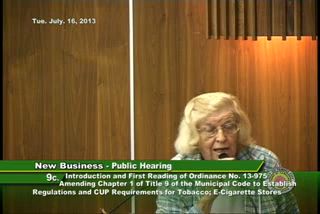 Tue. July. 16, 2013
New Business - Public Hearing
9c. Introduction and First Reading of Ordinance No. 13-975
Amending Chapter 1 of Title 9 of the Municipal Code to Establish
Regulations and CUP Requirements for Tobacco; E-Cigarette Stores